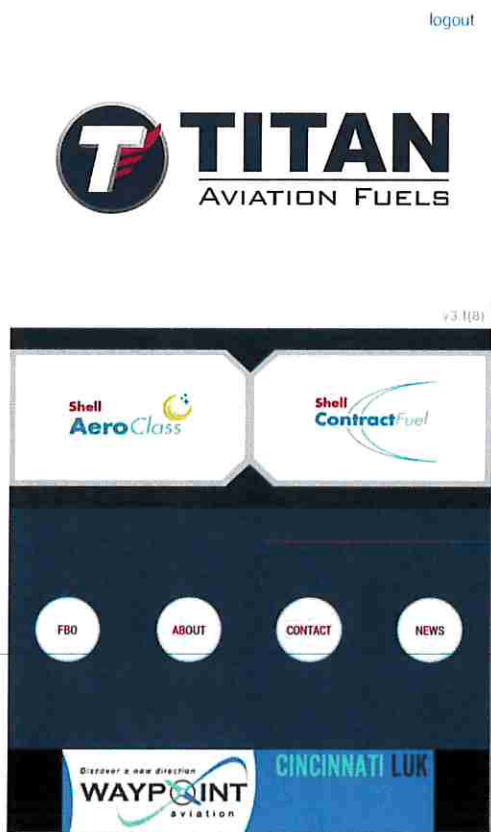 logout
TITAN
AVIATION FUELS
v3.1(8)
Shell
AeroClass
Shell
ContractFuel
FBO
ABOUT
CONTACT
NEWS
Discover a new direction
WAYPOINT
aviation
CINCINNATI LUK